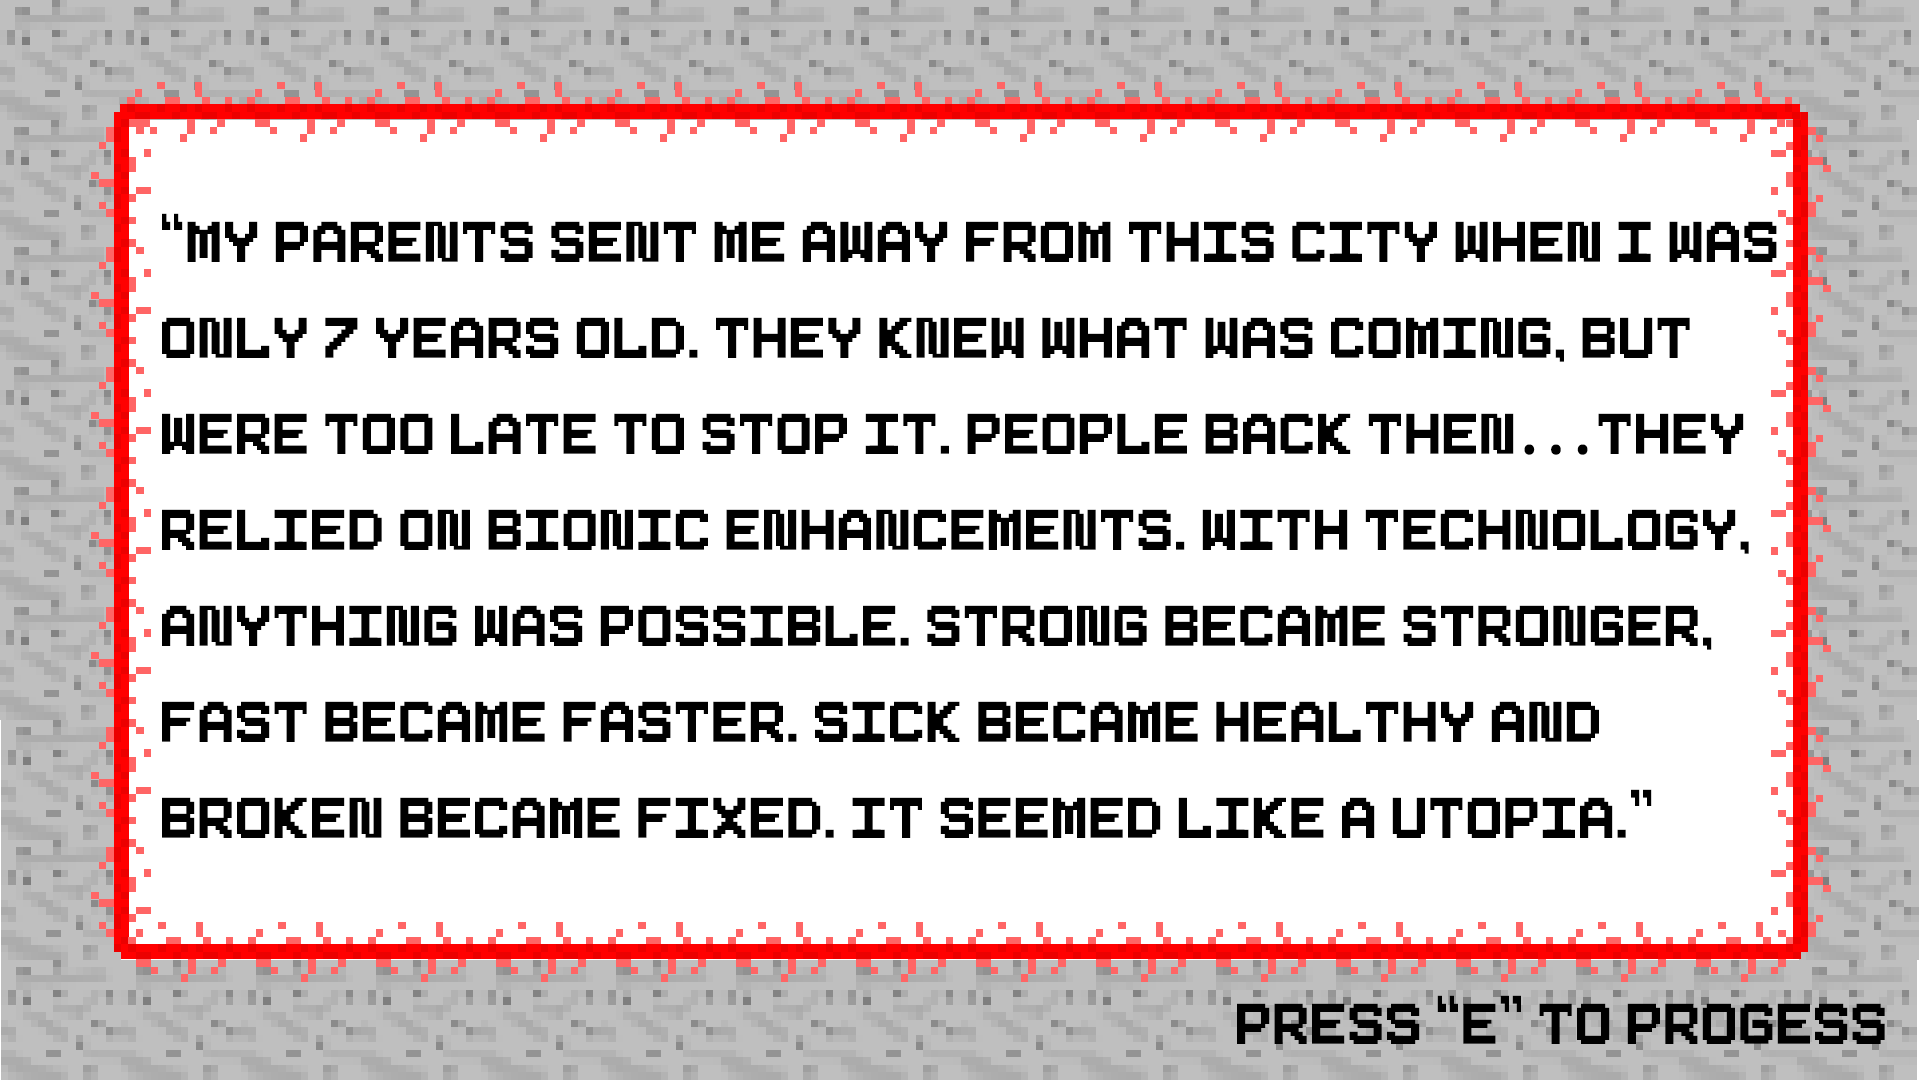 “MY PARENTS SENT ME AWAY FROM THIS CITY WHEN I WAS
ONLY 7 YEARS OLD. THEY KNEW WHAT WAS COMING, BUT
WERE TOO LATE TO STOP IT. PEOPLE BACK THEN...THEY
RELIED ON BIONIC ENHANCEMENTS. WITH TECHNOLOGY,
ANYTHING WAS POSSIBLE. STRONG BECAME STRONGER,
FAST BECAME FASTER. SICK BECAME HEALTHY AND
BROKEN BECAME FIXED. IT SEEMED LIKE A UTOPIA.”
PRESS “E” TO PROGESS